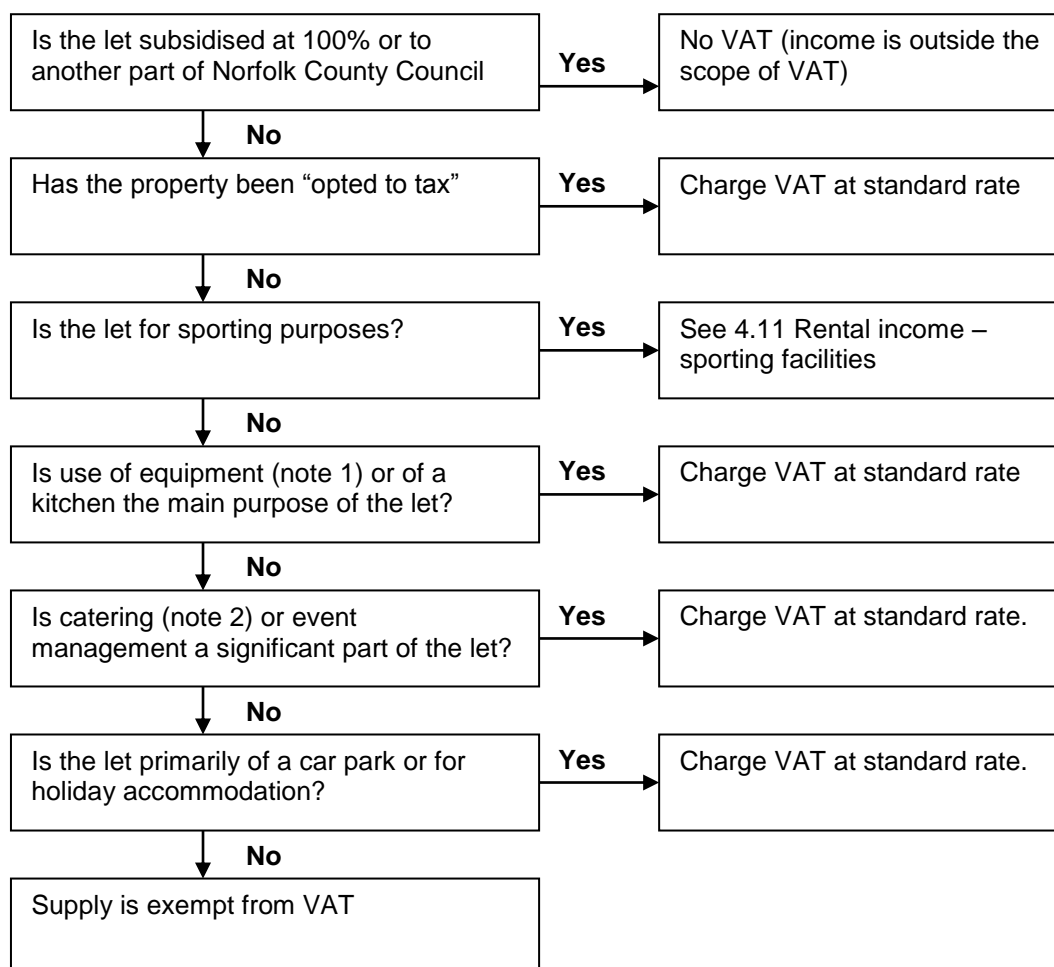 Is the let subsidised at 100% or to
another part of Norfolk County Council
Yes
No VAT (income is outside the
scope of VAT)
No
Has the property been “opted to tax”
Yes
Charge VAT at standard rate
No
Is the let for sporting purposes?
Yes
See 4.11 Rental income –
sporting facilities
No
Is use of equipment (note 1) or of a
kitchen the main purpose of the let?
Yes
Charge VAT at standard rate
No
Is catering (note 2) or event
management a significant part of the let?
Yes
Charge VAT at standard rate.
No
Is the let primarily of a car park or for
holiday accommodation?
Yes
Charge VAT at standard rate.
No
Supply is exempt from VAT